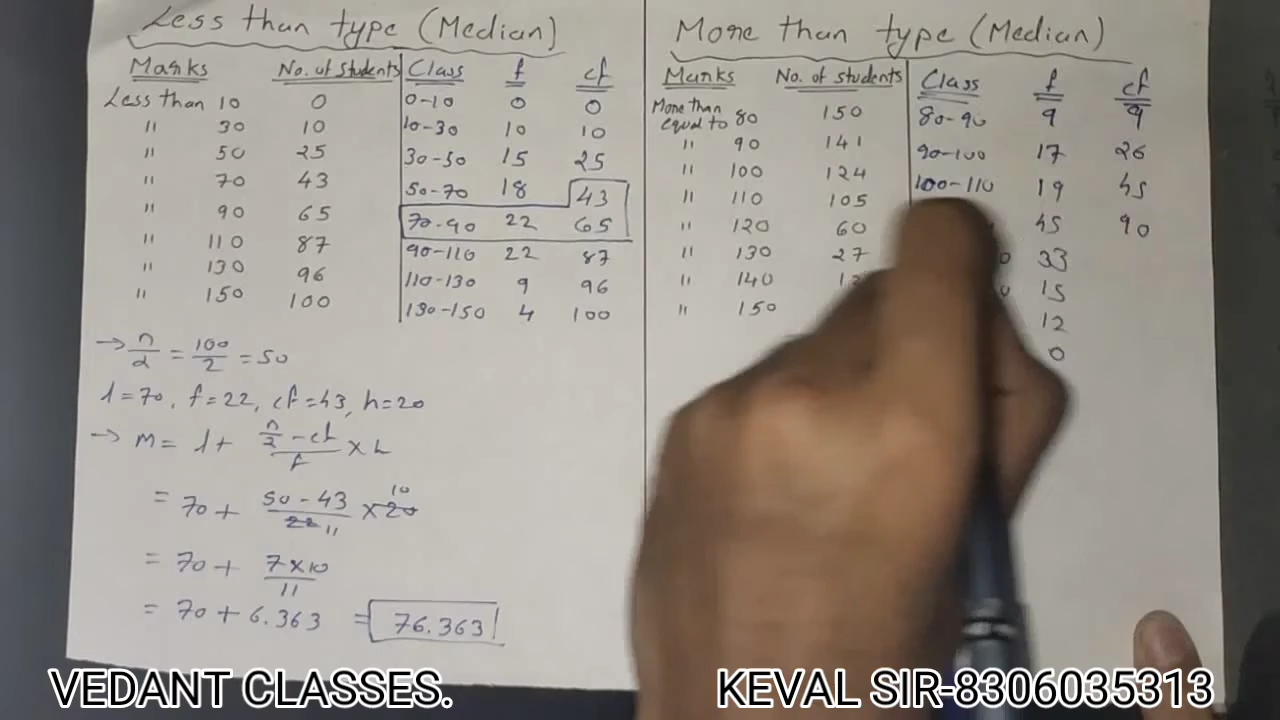 Less than type (Median)
Marks No. of Students Class f cf
Less than 10 0 0-10 0 0
" 30 10 10-30 10 10
" 50 25 30-50 15 25
" 70 43 50-70 18 43
" 90 65 70-90 22 65
" 110 87 90-110 22 87
" 130 96 110-130 9 96
" 150 100 130-150 4 100
→ n/2 = 100/2 = 50
l = 70, f = 22, cf = 43, h = 20
→ m = l + (n/2 - cf)/f × h
= 70 + (50 - 43)/22 11 × 20 10
= 70 + (7 × 10)/11
= 70 + 6.363 = 76.363
More than type (Median)
Marks No. of Students Class f cf
More than equal to 80 150 80-90 9 9
" 90 141 90-100 17 26
" 100 124 100-110 19 45
" 110 105 45 90
" 120 60 33
" 130 27 15
" 140 12
" 150 0
VEDANT CLASSES.
KEVAL SIR-8306035313